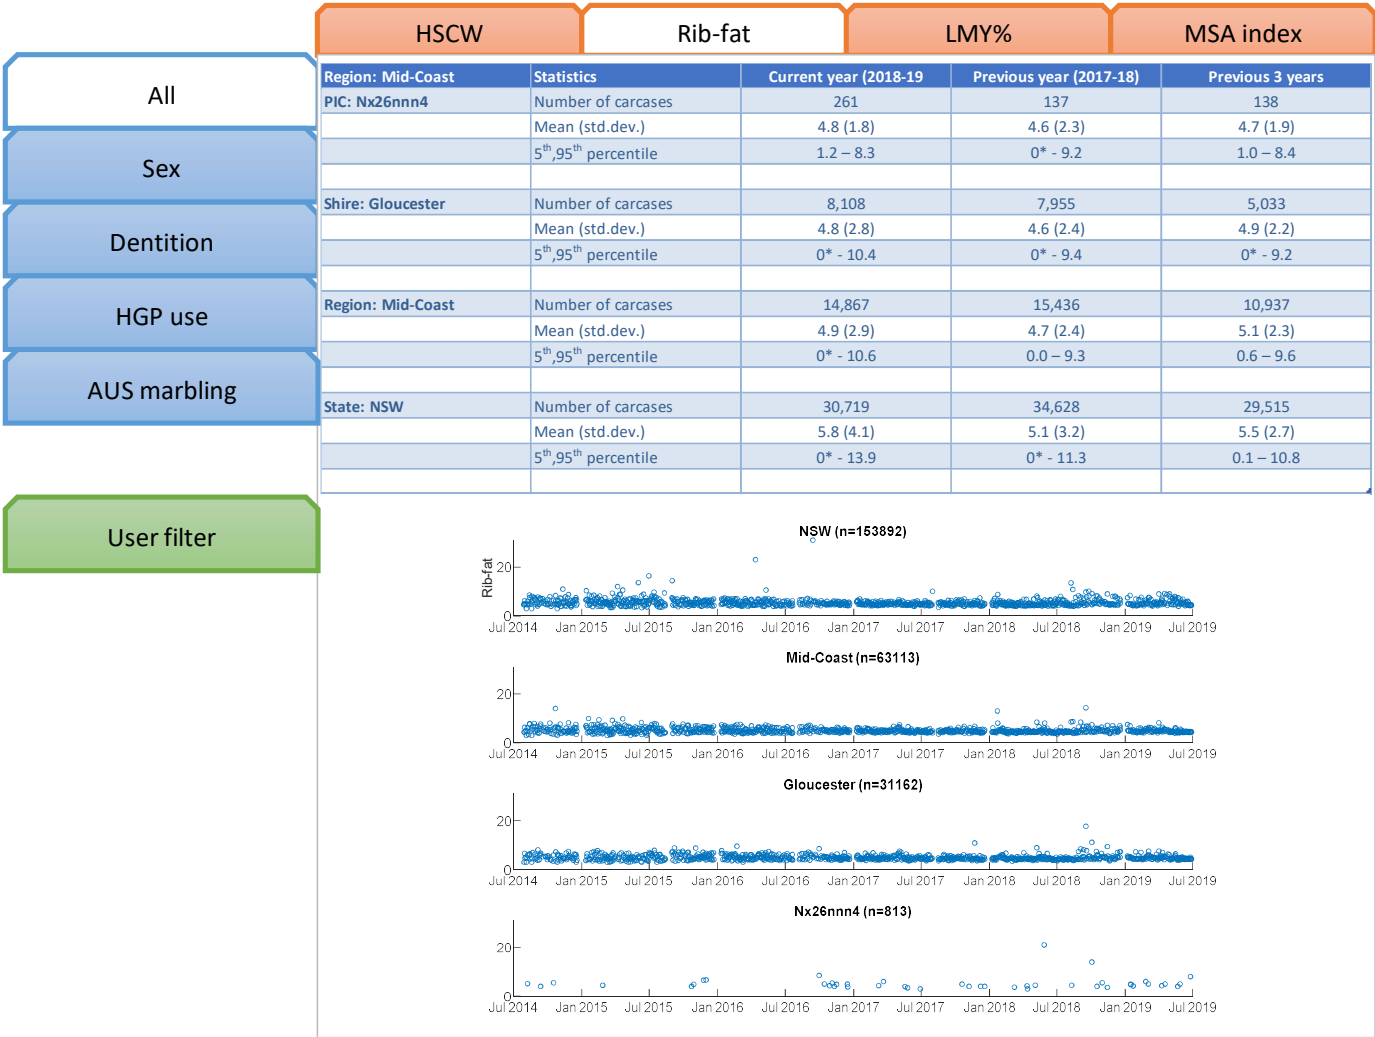 HSCW Rib-fat LMY% MSA index
All
Sex
Dentition
HGP use
AUS marbling
User filter
Region: Mid-Coast Statistics Current year (2018-19 Previous year (2017-18) Previous 3 years
PIC: Nx26nnn4 Number of carcases 261 137 138
Mean (std.dev.) 4.8 (1.8) 4.6 (2.3) 4.7 (1.9)
5th,95th percentile 1.2 – 8.3 0* - 9.2 1.0 – 8.4
Shire: Gloucester Number of carcases 8,108 7,955 5,033
Mean (std.dev.) 4.8 (2.8) 4.6 (2.4) 4.9 (2.2)
5th,95th percentile 0* - 10.4 0* - 9.4 0* - 9.2
Region: Mid-Coast Number of carcases 14,867 15,436 10,937
Mean (std.dev.) 4.9 (2.9) 4.7 (2.4) 5.1 (2.3)
5th,95th percentile 0* - 10.6 0.0 – 9.3 0.6 – 9.6
State: NSW Number of carcases 30,719 34,628 29,515
Mean (std.dev.) 5.8 (4.1) 5.1 (3.2) 5.5 (2.7)
5th,95th percentile 0* - 13.9 0* - 11.3 0.1 – 10.8
NSW (n=153892)
Rib-fat
20
0
Jul 2014 Jan 2015 Jul 2015 Jan 2016 Jul 2016 Jan 2017 Jul 2017 Jan 2018 Jul 2018 Jan 2019 Jul 2019
Mid-Coast (n=63113)
20
0
Jul 2014 Jan 2015 Jul 2015 Jan 2016 Jul 2016 Jan 2017 Jul 2017 Jan 2018 Jul 2018 Jan 2019 Jul 2019
Gloucester (n=31162)
20
0
Jul 2014 Jan 2015 Jul 2015 Jan 2016 Jul 2016 Jan 2017 Jul 2017 Jan 2018 Jul 2018 Jan 2019 Jul 2019
Nx26nnn4 (n=813)
20
0
Jul 2014 Jan 2015 Jul 2015 Jan 2016 Jul 2016 Jan 2017 Jul 2017 Jan 2018 Jul 2018 Jan 2019 Jul 2019